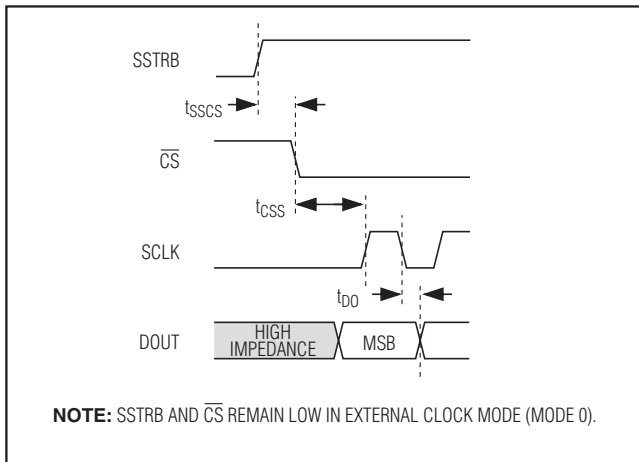 SSTRB
tSSCS
CS
tCSS
SCLK
tDO
DOUT
HIGH
IMPEDANCE
MSB
NOTE: SSTRB AND CS REMAIN LOW IN EXTERNAL CLOCK MODE (MODE 0).